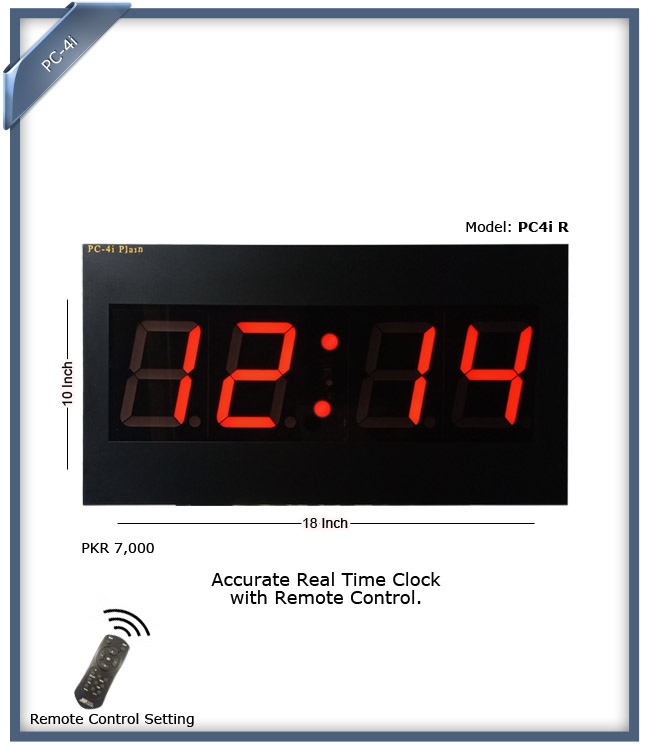 PC-4i
Model: PC4i R
PC-4i Plain
12:14
10 Inch
18 Inch
PKR 7,000
Accurate Real Time Clock
with Remote Control.
Remote Control Setting